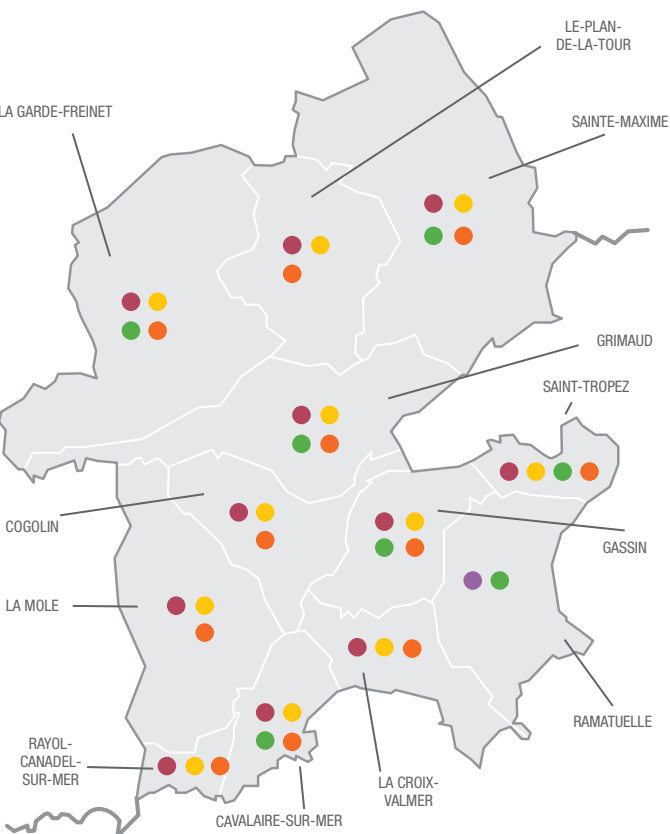 LE-PLAN-
DE-LA-TOUR
LA GARDE-FREINET
SAINTE-MAXIME
GRIMAUD
SAINT-TROPEZ
COGOLIN
GASSIN
LA MOLE
RAMATUELLE
RAYOL-
CANADEL-
SUR-MER
LA CROIX-
VALMER
CAVALAIRE-SUR-MER